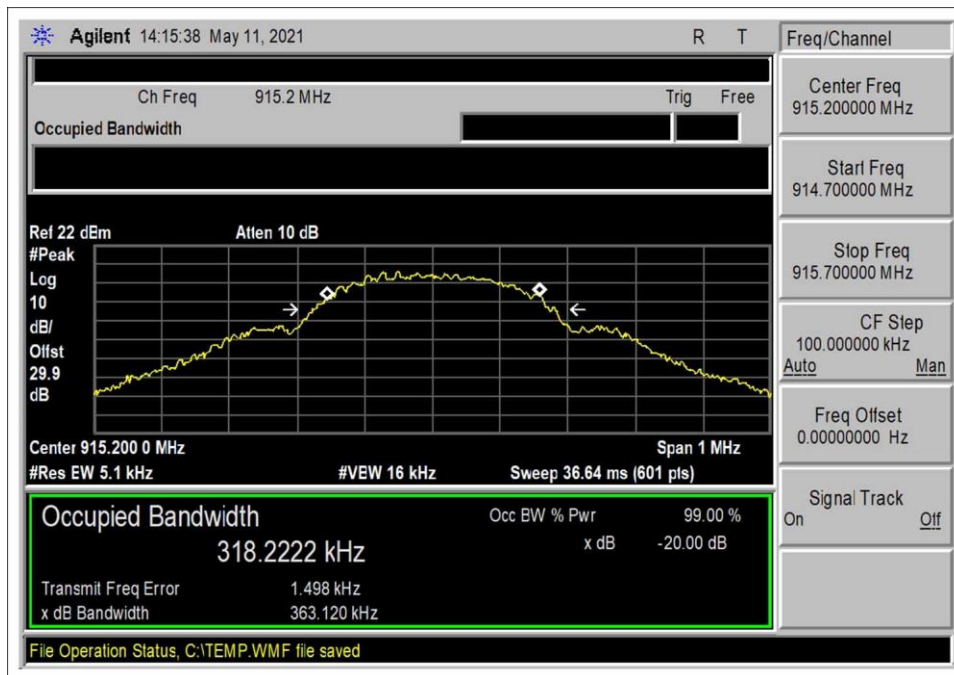 Agilent 14:15:38 May 11, 2021 R T
Freq/Channel
Ch Freq 915.2 MHz Trig Free
Occupied Bandwidth
Center Freq
915.200000 MHz
Start Freq
914.700000 MHz
Stop Freq
915.700000 MHz
CF Step
100.000000 kHz
Auto Man
Freq Offset
0.00000000 Hz
Signal Track
On Off
Ref 22 dBm Atten 10 dB
#Peak
Log
10
dB/
Offst
29.9
dB
Center 915.200 0 MHz Span 1 MHz
#Res EW 5.1 kHz #VEW 16 kHz Sweep 36.64 ms (601 pts)
Occupied Bandwidth Occ BW % Pwr 99.00 %
318.2222 kHz x dB -20.00 dB
Transmit Freq Error 1.498 kHz
x dB Bandwidth 363.120 kHz
File Operation Status, C:\TEMP.WMF file saved